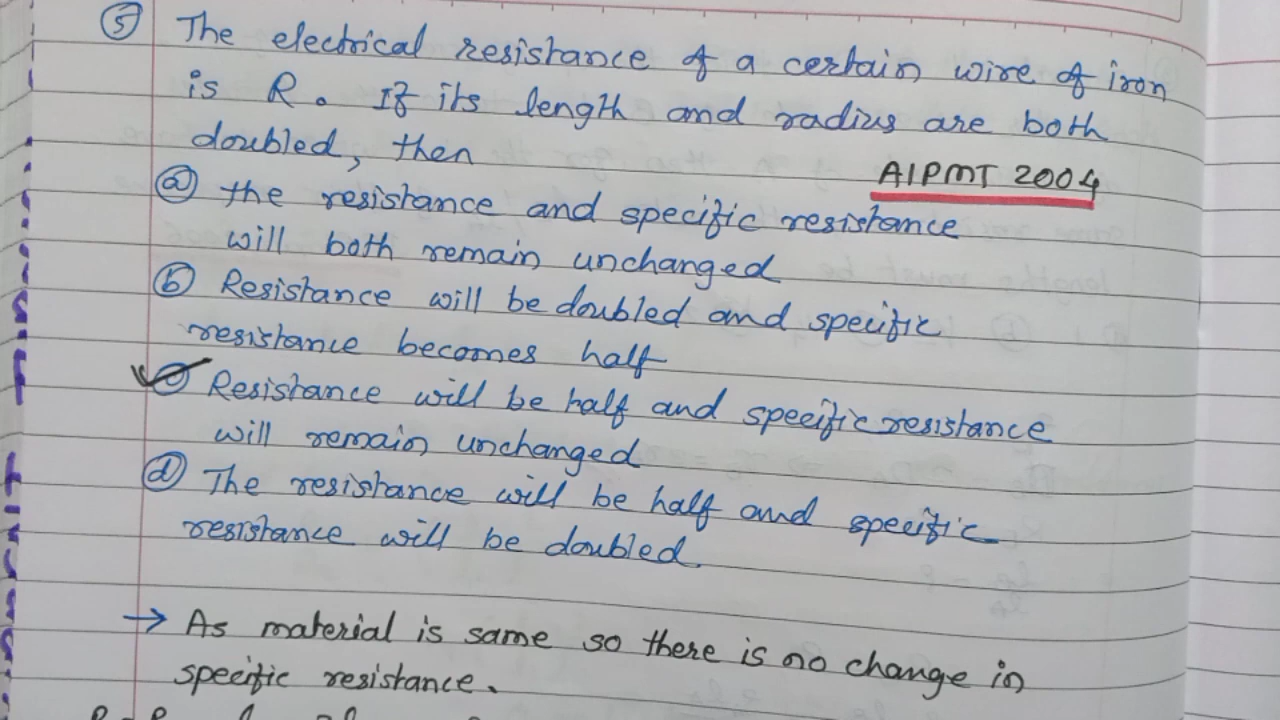 ⑤ The electrical resistance of a certain wire of iron
is R. If its length and radius are both
doubled, then
AIPMT 2004
ⓐ the resistance and specific resistance
will both remain unchanged
ⓑ Resistance will be doubled and specific
resistance becomes half
ⓒ Resistance will be half and specific resistance
will remain unchanged
ⓓ The resistance will be half and specific
resistance will be doubled.
→ As material is same so there is no change in
specific resistance.